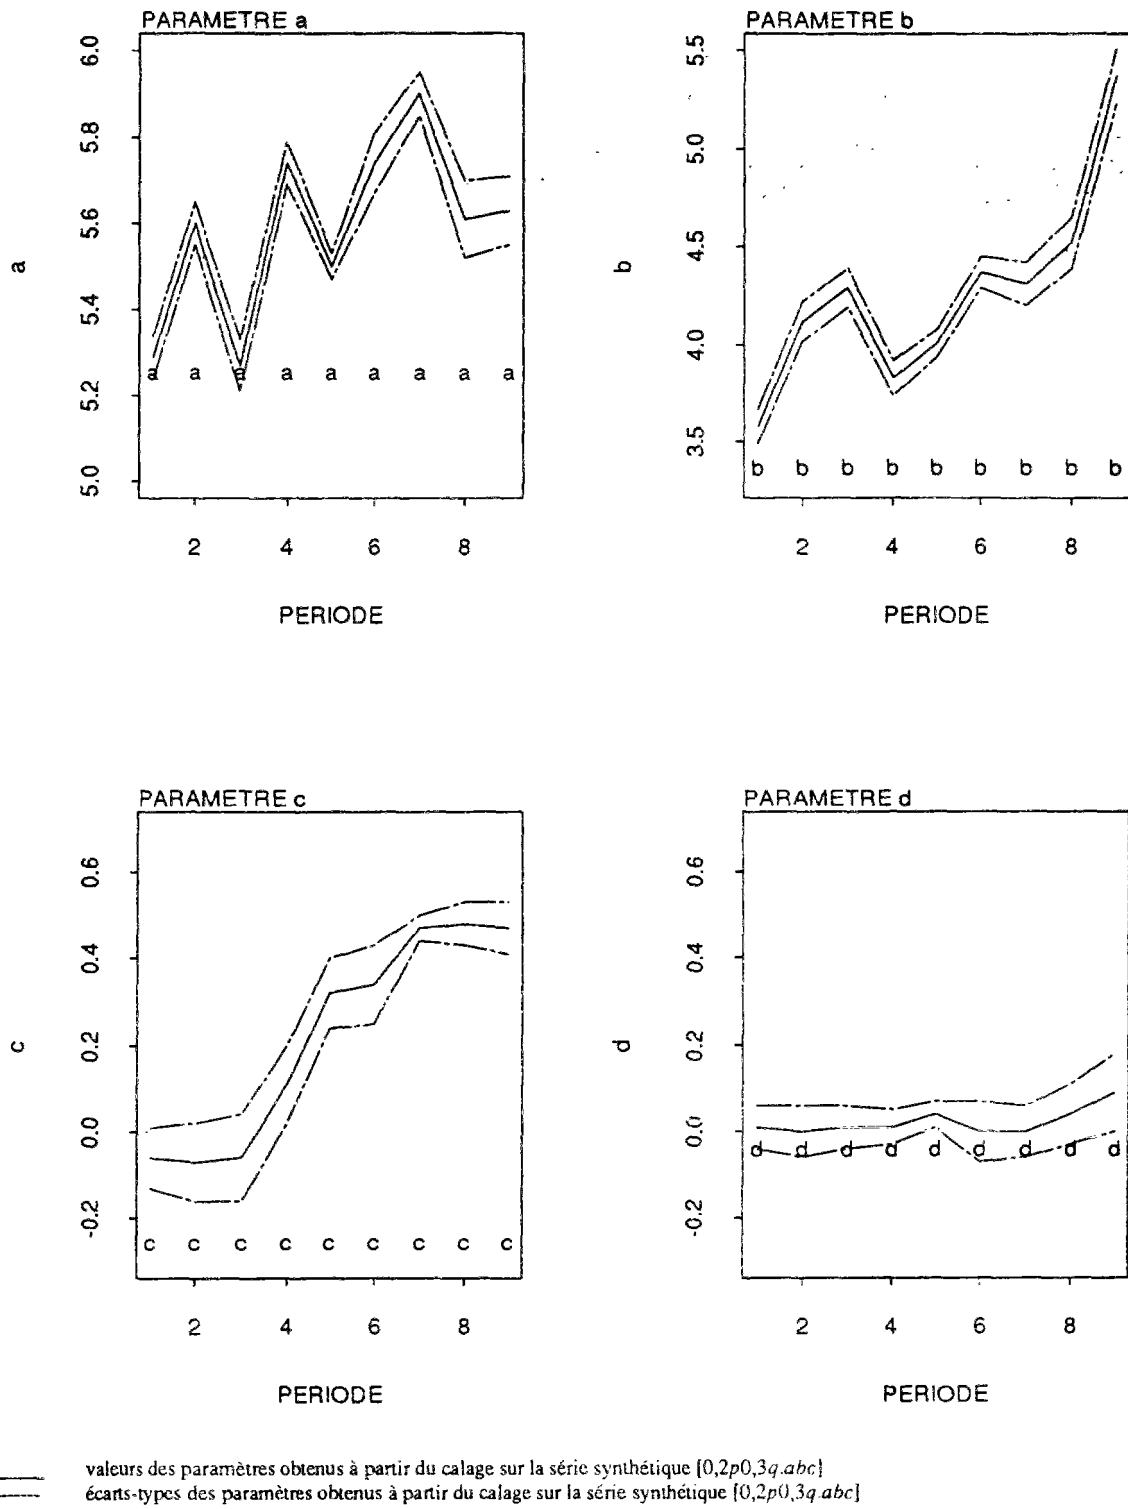 PARAMETRE a
6.0
5.8
5.6
5.4
5.2
5.0
a
a a a a a a a a a
2 4 6 8
PERIODE
PARAMETRE b
5.5
5.0
4.5
4.0
3.5
b
b b b b b b b b b
2 4 6 8
PERIODE
PARAMETRE c
0.6
0.4
0.2
0.0
-0.2
c
c c c c c c c c c
2 4 6 8
PERIODE
PARAMETRE d
0.6
0.4
0.2
0.0
-0.2
d
d d d d d d d d d
2 4 6 8
PERIODE
valeurs des paramètres obtenus à partir du calage sur la série synthétique [0,2p0,3q.abc]
écarts-types des paramètres obtenus à partir du calage sur la série synthétique [0,2p0,3q.abc]